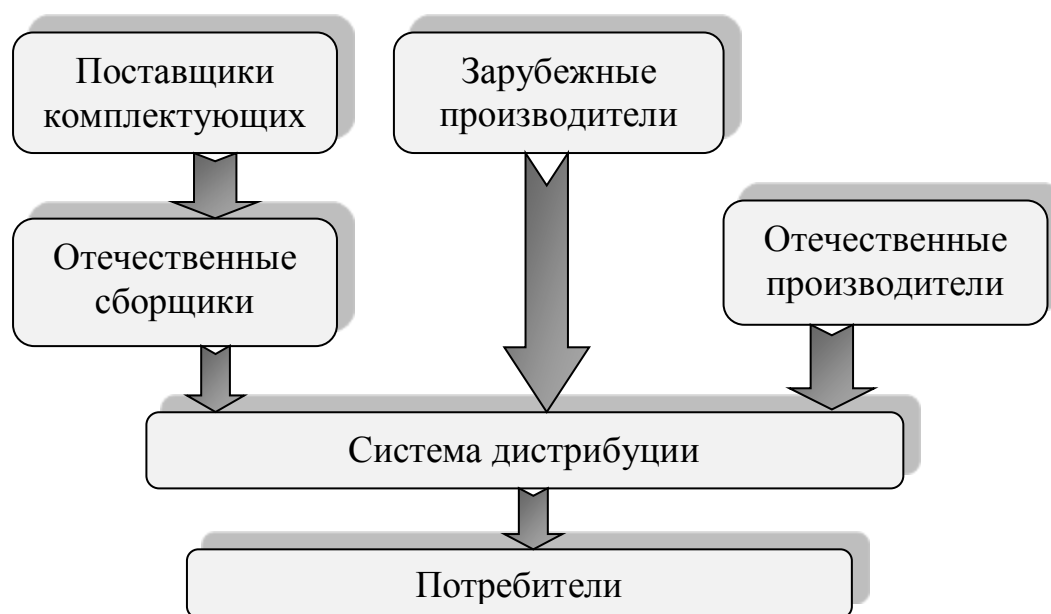 Поставщики
комплектующих
Зарубежные
производители
Отечественные
сборщики
Отечественные
производители
Система дистрибуции
Потребители